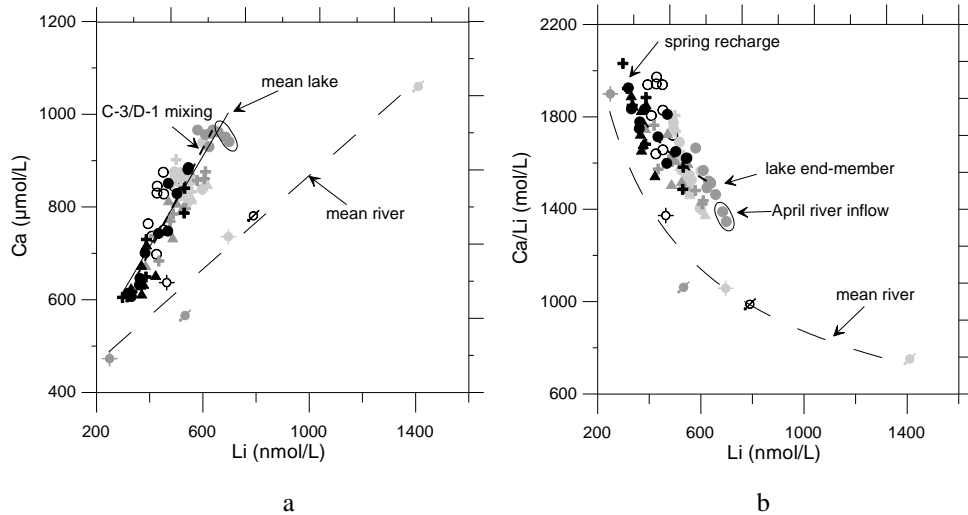 1200
1000
800
600
400
Ca (µmol/L)
200
600
1000
1400
Li (nmol/L)
mean lake
C-3/D-1 mixing
mean river
a
2200
1800
1400
1000
600
Ca/Li (mol/mol)
200
600
1000
1400
Li (nmol/L)
spring recharge
lake end-member
April river inflow
mean river
b